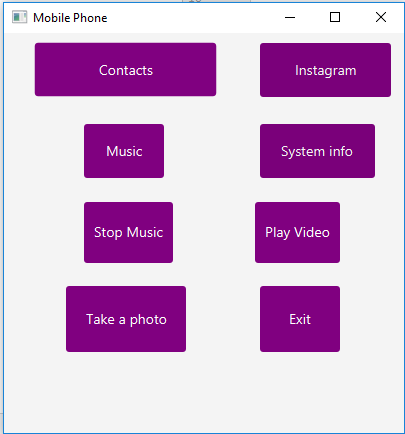 Mobile Phone
Contacts
Instagram
Music
System info
Stop Music
Play Video
Take a photo
Exit